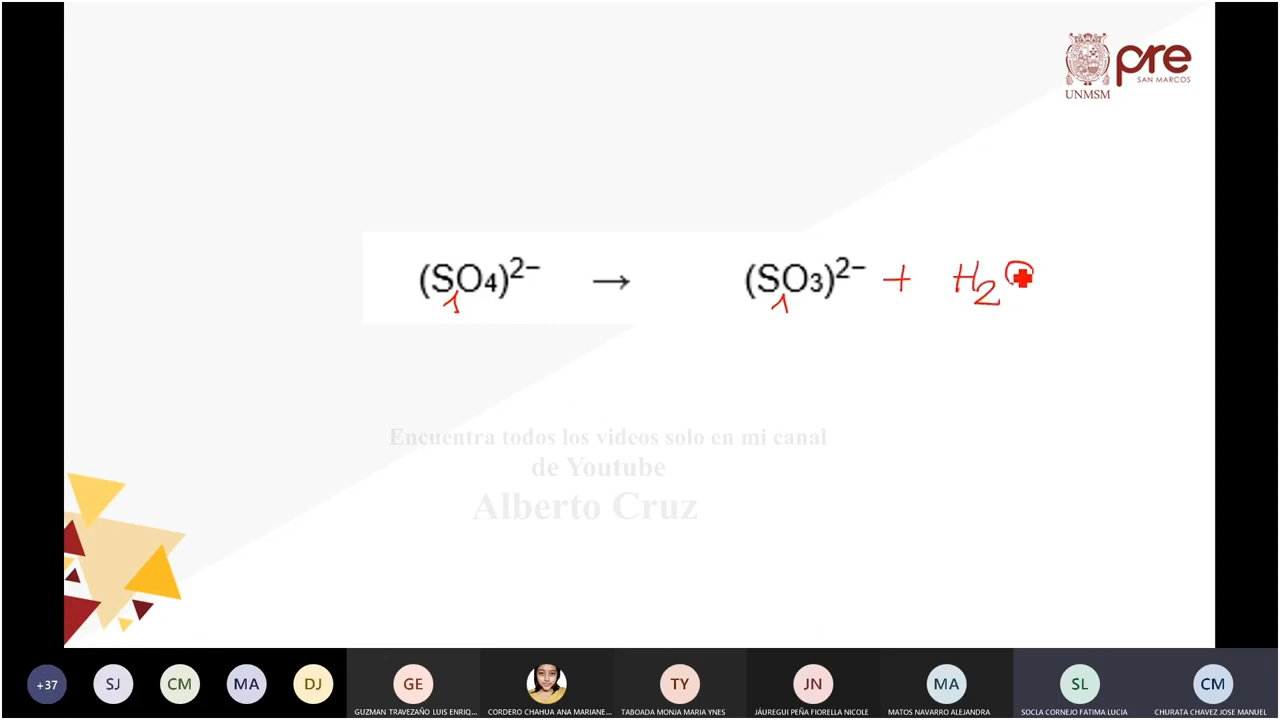 pre
SAN MARCOS
UNMSM
(SO4)2− → (SO3)2− + H2O
1 1
Encuentra todos los videos solo en mi canal
de Youtube
Alberto Cruz
+37 SJ CM MA DJ GE TY JN MA SL CM
GUZMAN TRAVEZAÑO LUIS ENRIQ... CORDERO CHAHUA ANA MARIANE... TABOADA MONJA MARIA YNES JÁUREGUI PEÑA FIORELLA NICOLE MATOS NAVARRO ALEJANDRA SOCLA CORNEJO FATIMA LUCIA CHURATA CHAVEZ JOSE MANUEL